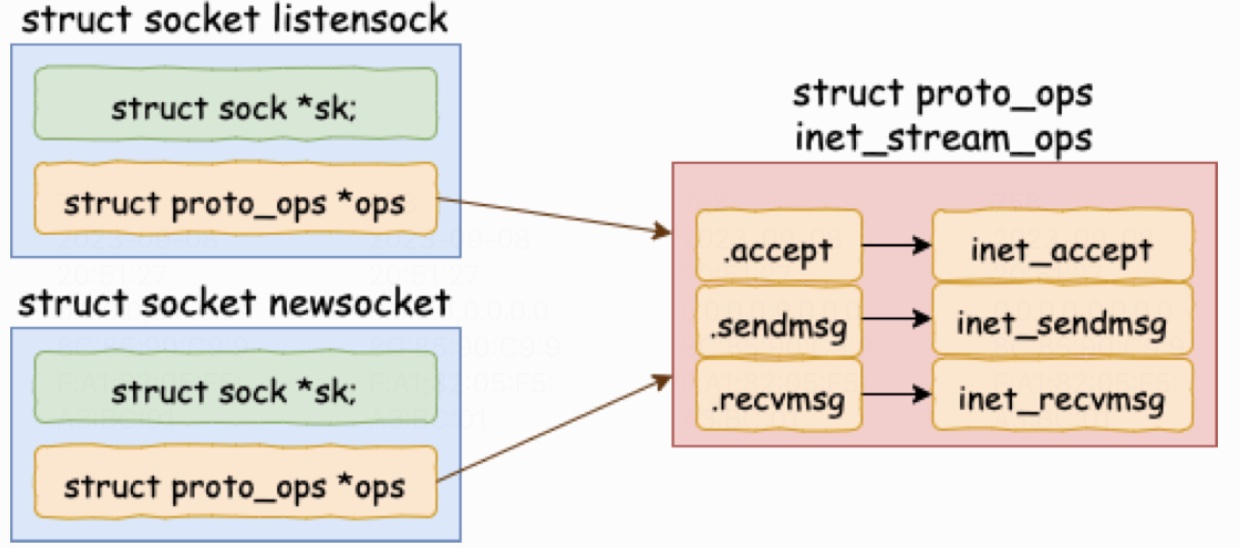 struct socket listensock
struct sock *sk;
struct proto_ops *ops
struct socket newsocket
struct sock *sk;
struct proto_ops *ops
struct proto_ops
inet_stream_ops
.accept
inet_accept
.sendmsg
inet_sendmsg
.recvmsg
inet_recvmsg